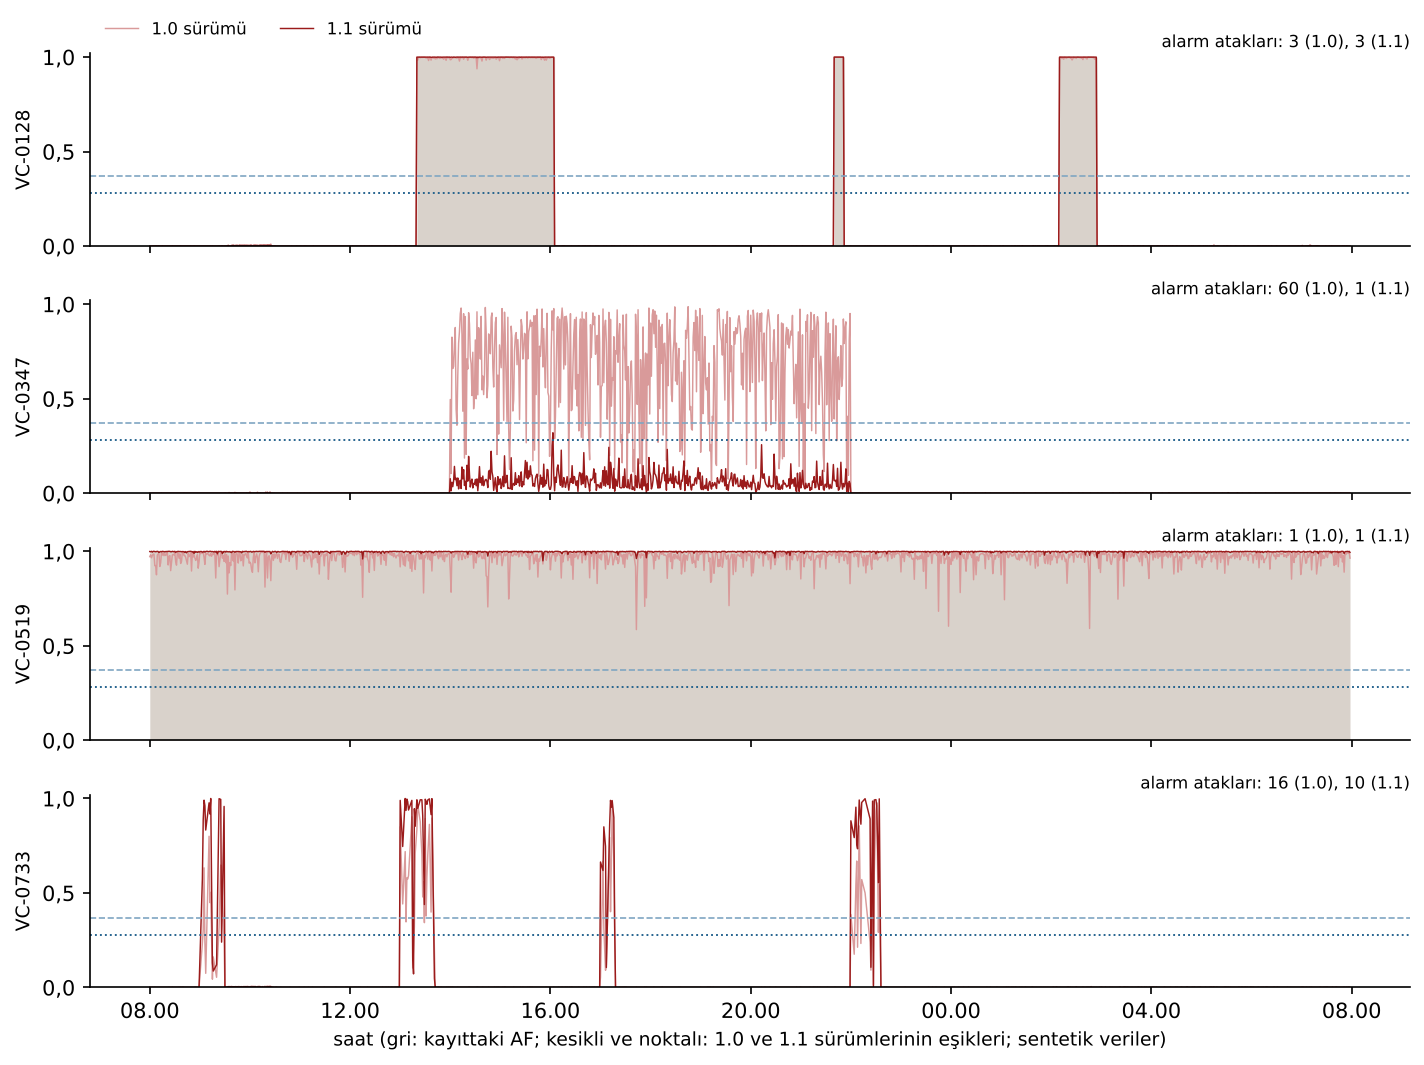 1.0 sürümü 1.1 sürümü
alarm atakları: 3 (1.0), 3 (1.1)
1,0
0,5
0,0
VC-0128
alarm atakları: 60 (1.0), 1 (1.1)
1,0
0,5
0,0
VC-0347
alarm atakları: 1 (1.0), 1 (1.1)
1,0
0,5
0,0
VC-0519
alarm atakları: 16 (1.0), 10 (1.1)
1,0
0,5
0,0
VC-0733
08.00 12.00 16.00 20.00 00.00 04.00 08.00
saat (gri: kayıttaki AF; kesikli ve noktalı: 1.0 ve 1.1 sürümlerinin eşikleri; sentetik veriler)